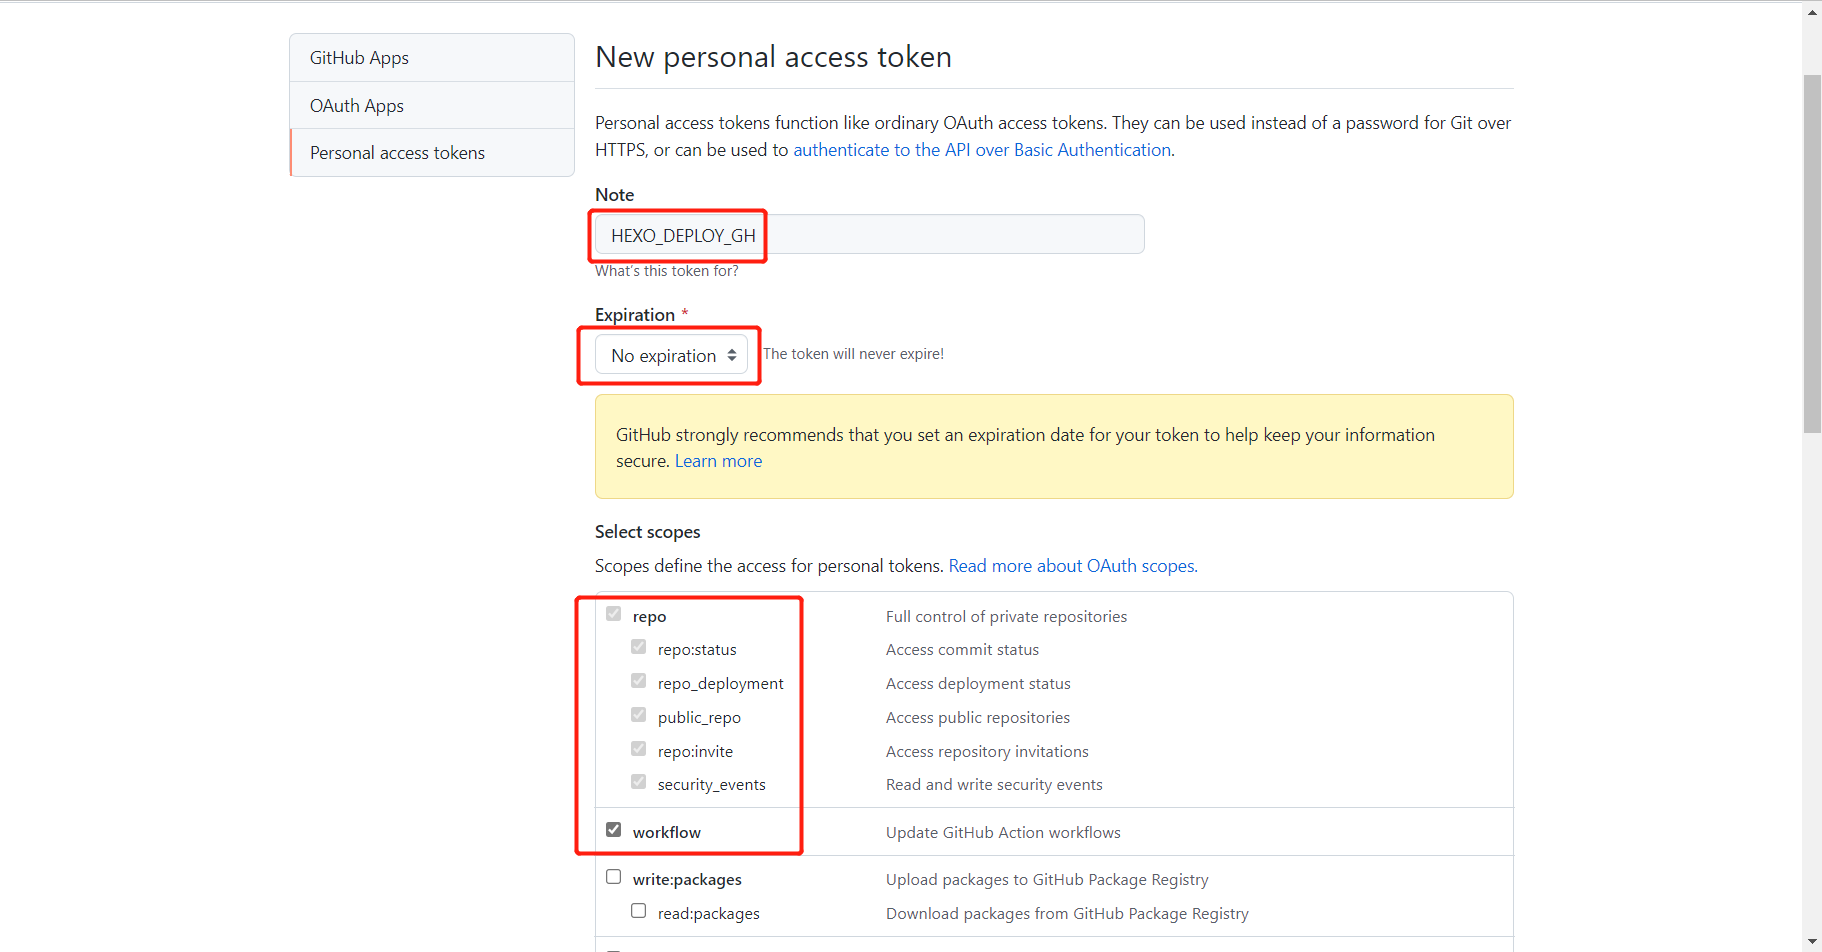 GitHub Apps
OAuth Apps
Personal access tokens
New personal access token
Personal access tokens function like ordinary OAuth access tokens. They can be used instead of a password for Git over
HTTPS, or can be used to authenticate to the API over Basic Authentication.
Note
HEXO_DEPLOY_GH
What's this token for?
Expiration *
No expiration
The token will never expire!
GitHub strongly recommends that you set an expiration date for your token to help keep your information
secure. Learn more
Select scopes
Scopes define the access for personal tokens. Read more about OAuth scopes.
repo Full control of private repositories
repo:status Access commit status
repo_deployment Access deployment status
public_repo Access public repositories
repo:invite Access repository invitations
security_events Read and write security events
workflow Update GitHub Action workflows
write:packages Upload packages to GitHub Package Registry
read:packages Download packages from GitHub Package Registry